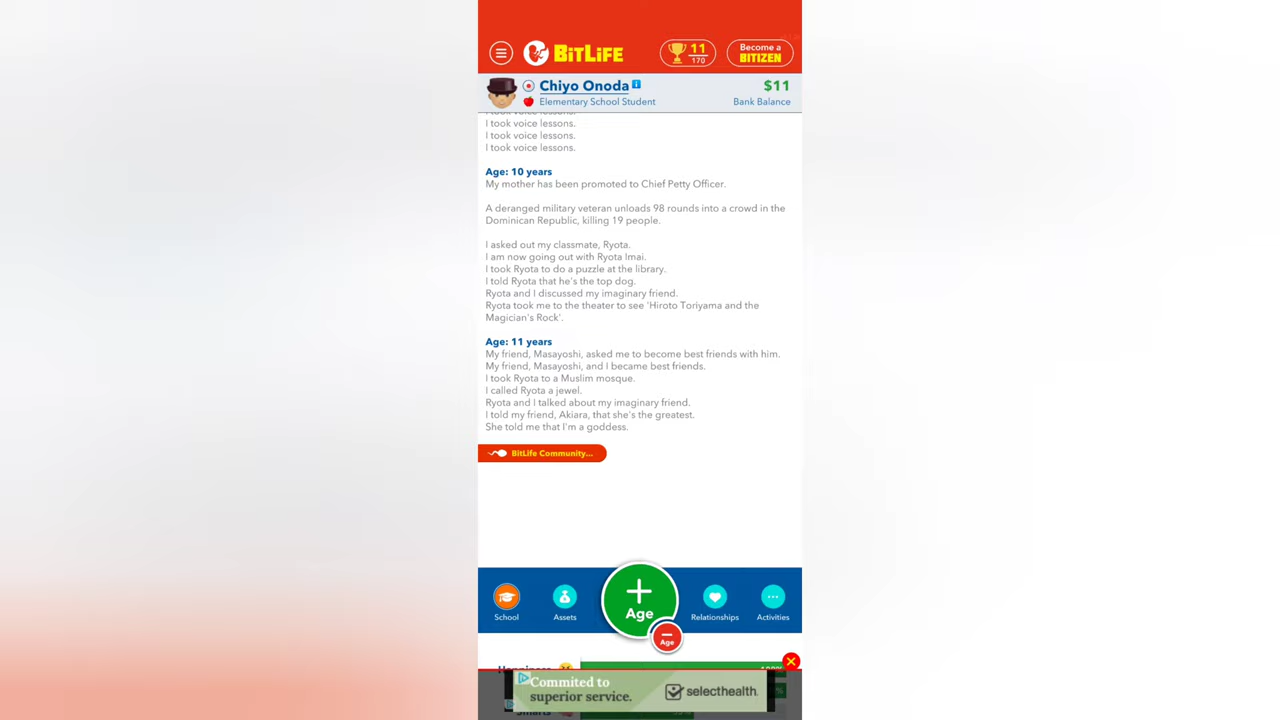 BITLIFE
11
170
Become a
BITIZEN
Chiyo Onoda
$11
Elementary School Student
Bank Balance
I took voice lessons.
I took voice lessons.
I took voice lessons.
I took voice lessons.
Age: 10 years
My mother has been promoted to Chief Petty Officer.
A deranged military veteran unloads 98 rounds into a crowd in the
Dominican Republic, killing 19 people.
I asked out my classmate, Ryota.
I am now going out with Ryota Imai.
I took Ryota to do a puzzle at the library.
I told Ryota that he's the top dog.
Ryota and I discussed my imaginary friend.
Ryota took me to the theater to see 'Hiroto Toriyama and the
Magician's Rock'.
Age: 11 years
My friend, Masayoshi, asked me to become best friends with him.
My friend, Masayoshi, and I became best friends.
I took Ryota to a Muslim mosque.
I called Ryota a jewel.
Ryota and I talked about my imaginary friend.
I told my friend, Akiara, that she's the greatest.
She told me that I'm a goddess.
BitLife Community...
+
Age
School
Assets
Relationships
Activities
Age
Happiness
100%
Commited to
superior service.
selecthealth.
Smarts